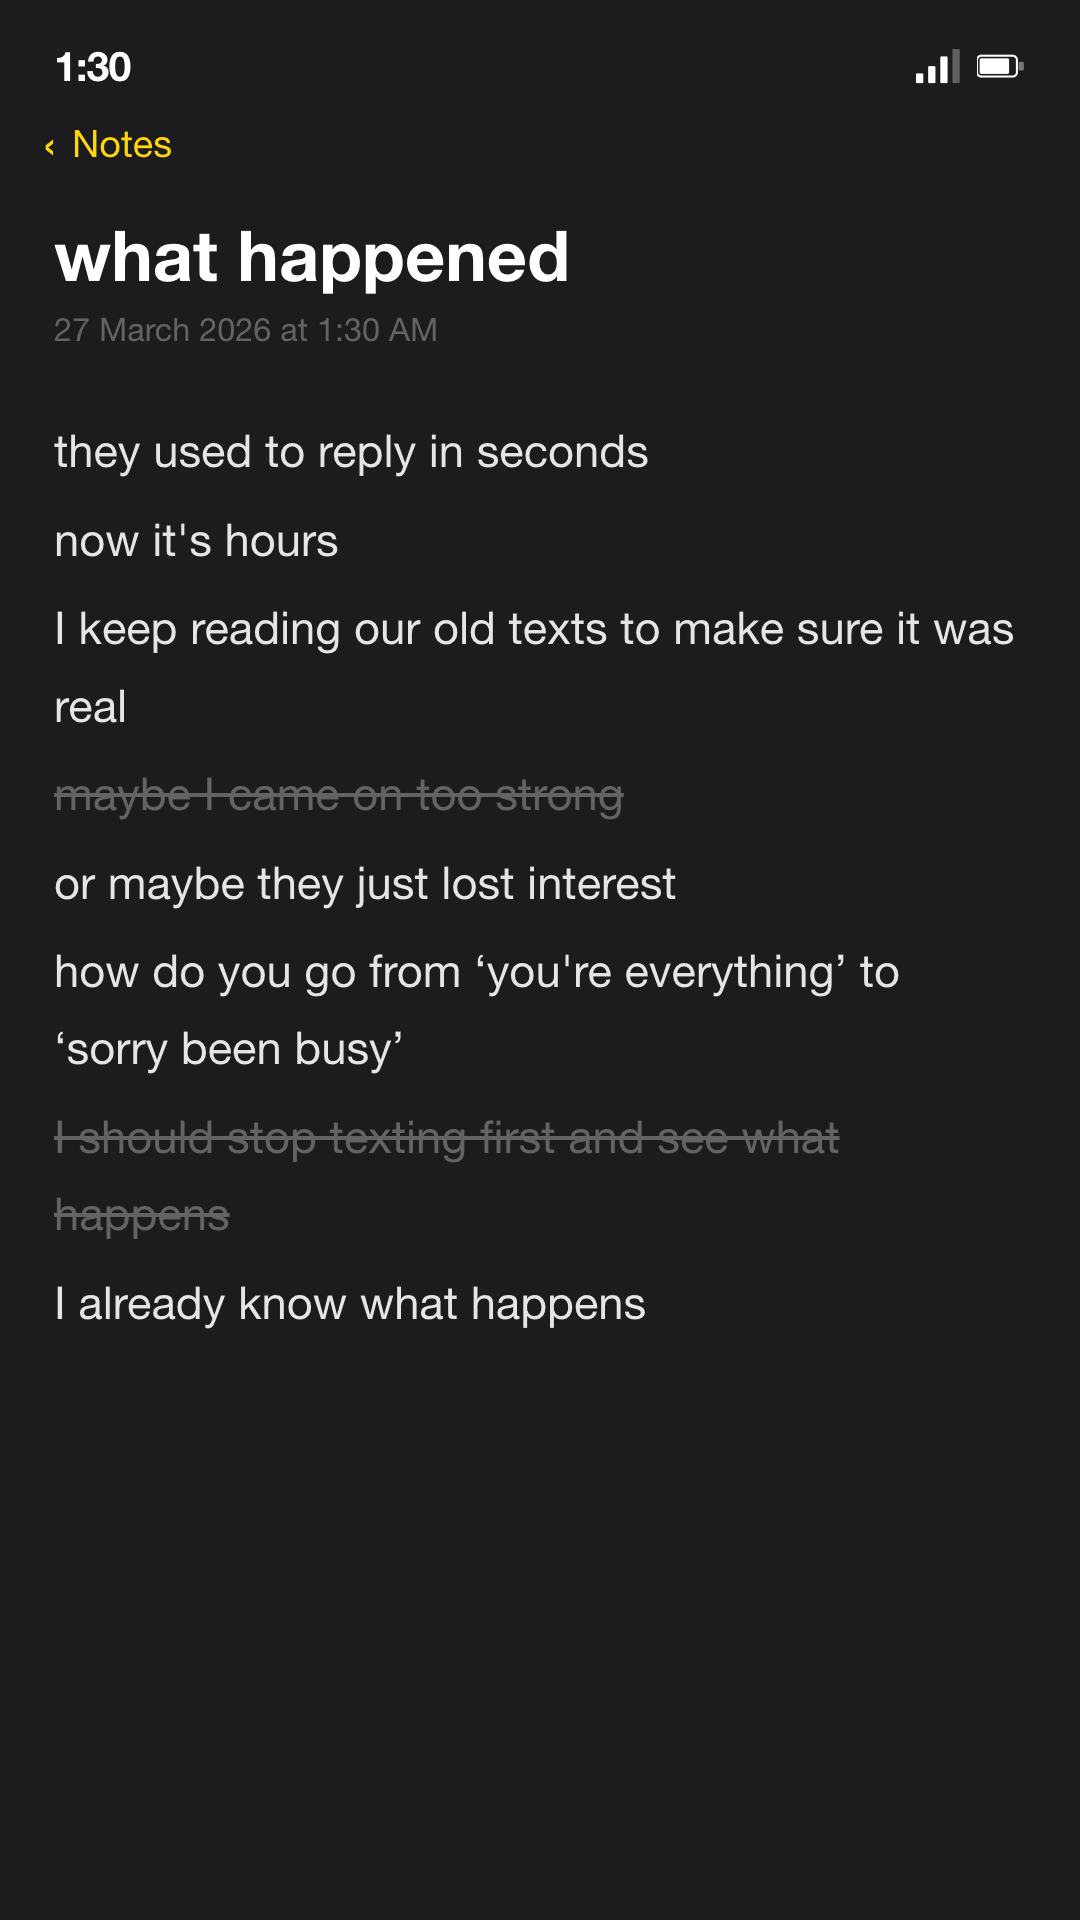 1:30
‹ Notes
what happened
27 March 2026 at 1:30 AM
they used to reply in seconds
now it's hours
I keep reading our old texts to make sure it was
real
maybe I came on too strong
or maybe they just lost interest
how do you go from ‘you're everything’ to
‘sorry been busy’
I should stop texting first and see what
happens
I already know what happens